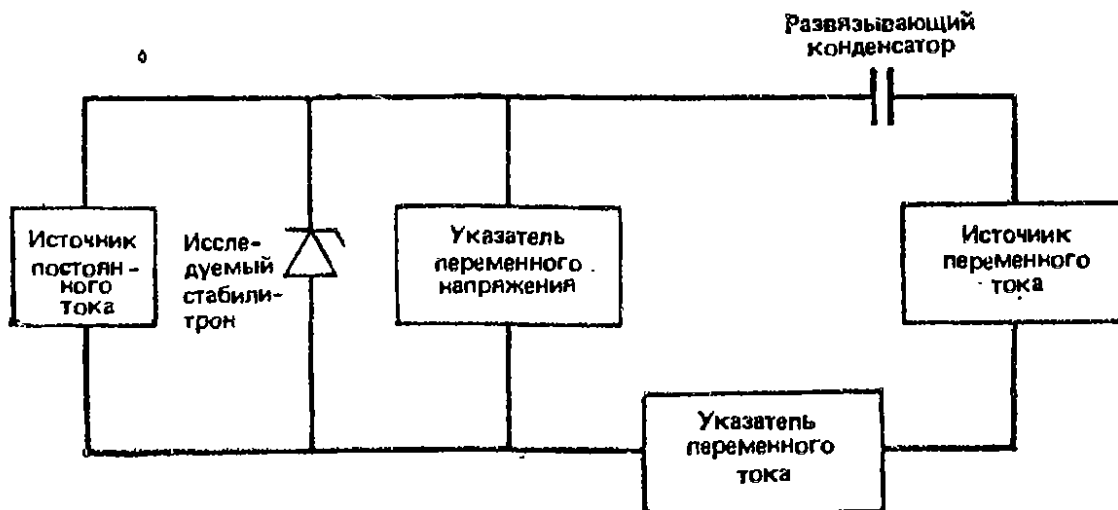 Развязывающий
конденсатор
Источник
постоян-
ного
тока
Иссле-
дуемый
стабили-
трон
Указатель
переменного
напряжения
Источник
переменного
тока
Указатель
переменного
тока